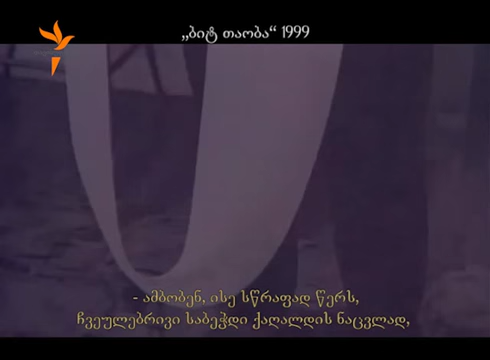 „ბიტ თაობა“ 1999
- ამბობენ, ისე სწრაფად წერს,
ჩვეულებრივი საბეჭდი ქაღალდის ნაცვლად,